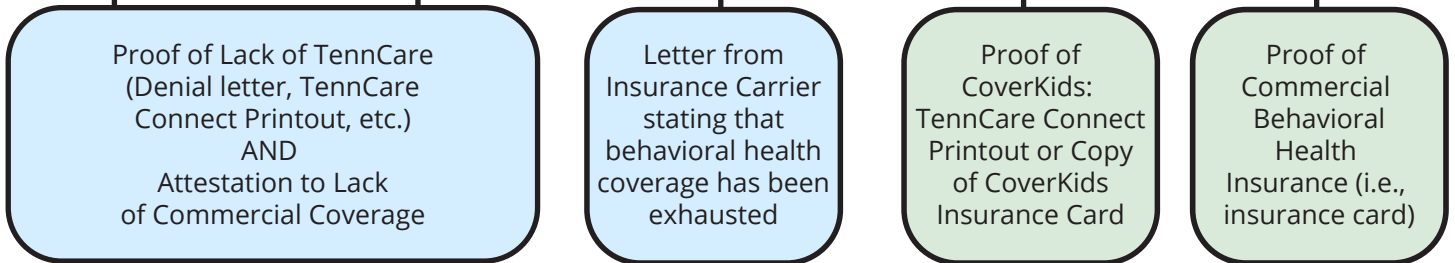 Proof of Lack of TennCare
(Denial letter, TennCare
Connect Printout, etc.)
AND
Attestation to Lack
of Commercial Coverage
Letter from
Insurance Carrier
stating that
behavioral health
coverage has been
exhausted
Proof of
CoverKids:
TennCare Connect
Printout or Copy
of CoverKids
Insurance Card
Proof of
Commercial
Behavioral
Health
Insurance (i.e.,
insurance card)